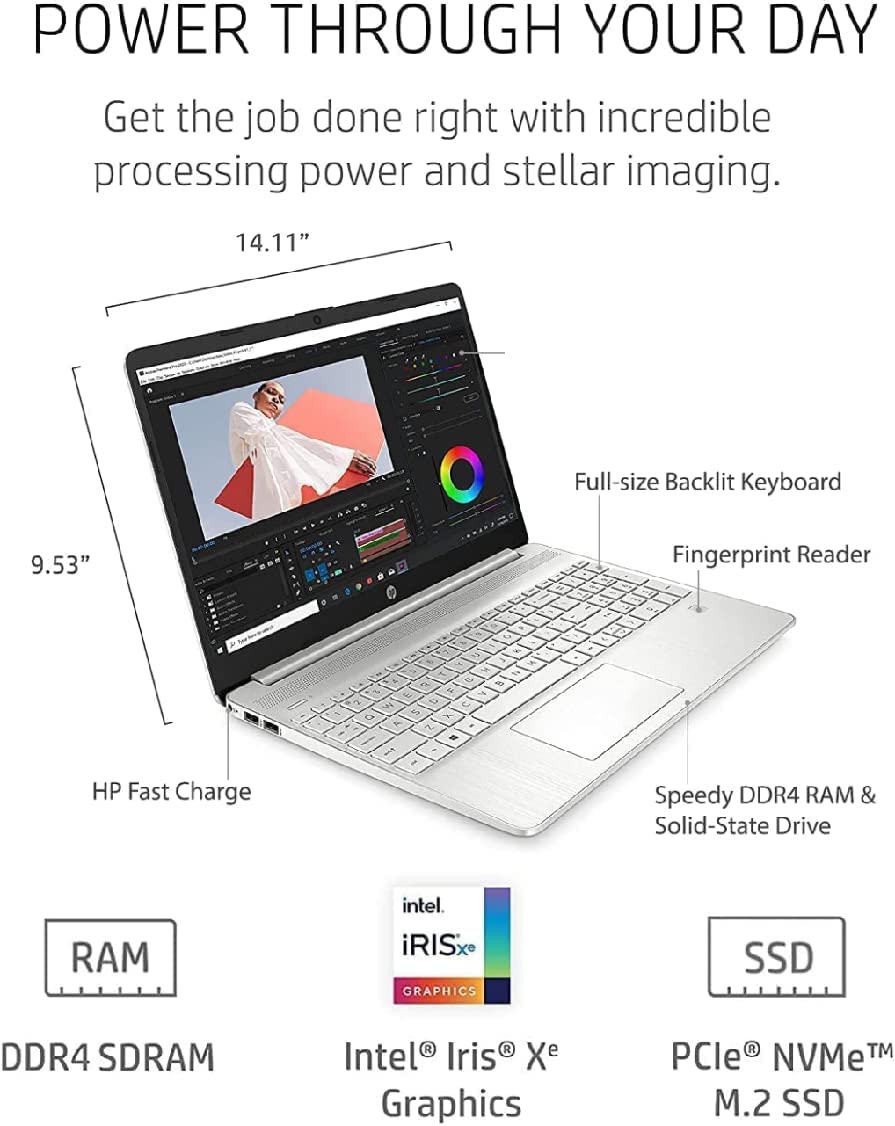 POWER THROUGH YOUR DAY
Get the job done right with incredible
processing power and stellar imaging.
14.11”
9.53”
Full-size Backlit Keyboard
Fingerprint Reader
hp
HP Fast Charge
Speedy DDR4 RAM &
Solid-State Drive
RAM
intel.
iRISxe
GRAPHICS
SSD
DDR4 SDRAM
Intel® Iris® Xᵉ
Graphics
PCIe® NVMe™
M.2 SSD